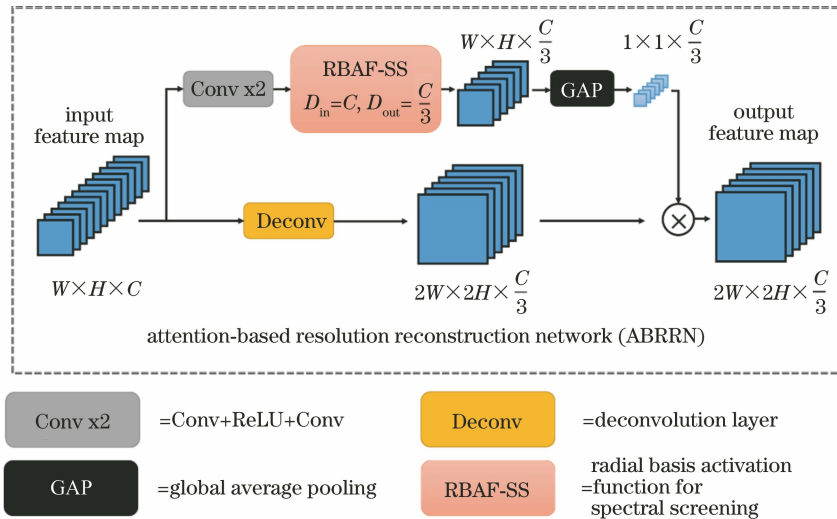 input
feature map
W×H×C
Conv x2
RBAF-SS
D_in=C, D_out=C/3
W×H×C/3
GAP
1×1×C/3
Deconv
2W×2H×C/3
×
output
feature map
2W×2H×C/3
attention-based resolution reconstruction network (ABRRN)
Conv x2
=Conv+ReLU+Conv
Deconv
=deconvolution layer
GAP
=global average pooling
RBAF-SS
radial basis activation
=function for
spectral screening